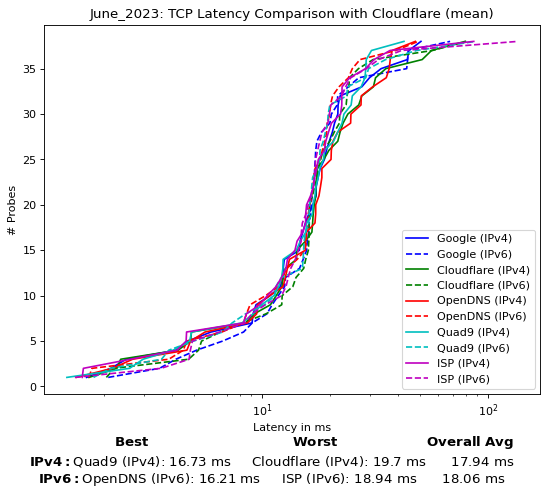 June_2023: TCP Latency Comparison with Cloudflare (mean)
# Probes
35
30
25
20
15
10
5
0
Google (IPv4)
Google (IPv6)
Cloudflare (IPv4)
Cloudflare (IPv6)
OpenDNS (IPv4)
OpenDNS (IPv6)
Quad9 (IPv4)
Quad9 (IPv6)
ISP (IPv4)
ISP (IPv6)
10¹ 10²
Latency in ms
Best Worst Overall Avg
IPv4: Quad9 (IPv4): 16.73 ms Cloudflare (IPv4): 19.7 ms 17.94 ms
IPv6: OpenDNS (IPv6): 16.21 ms ISP (IPv6): 18.94 ms 18.06 ms